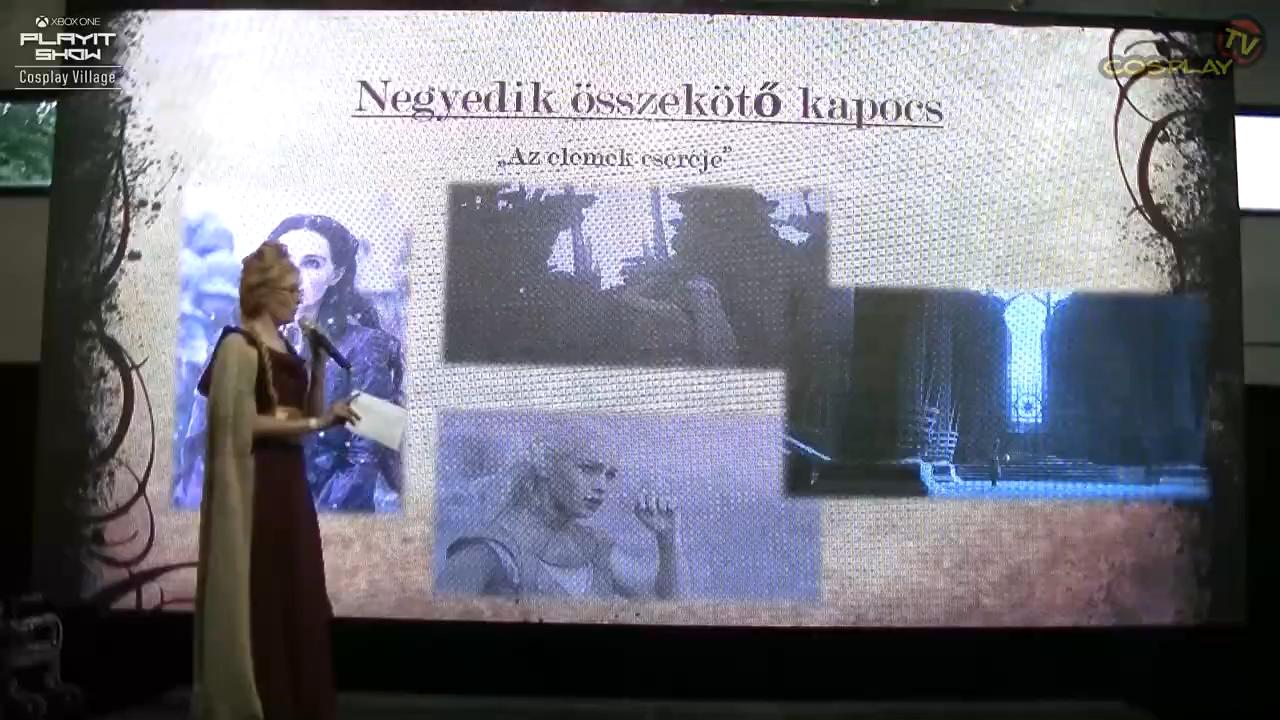 XBOX ONE
PLAYIT
SHOW
Cosplay Village
TV
COSPLAY
Negyedik összekötő kapocs
„Az elemek cseréje”